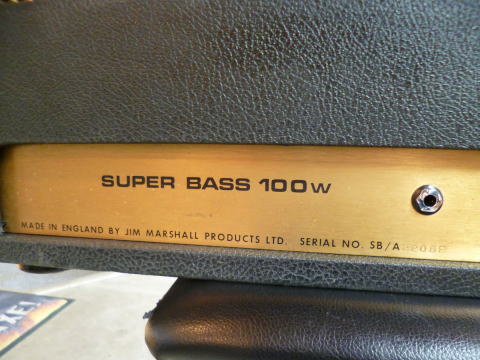 SUPER BASS 100W
MADE IN ENGLAND BY JIM MARSHALL PRODUCTS LTD. SERIAL NO. SB/A